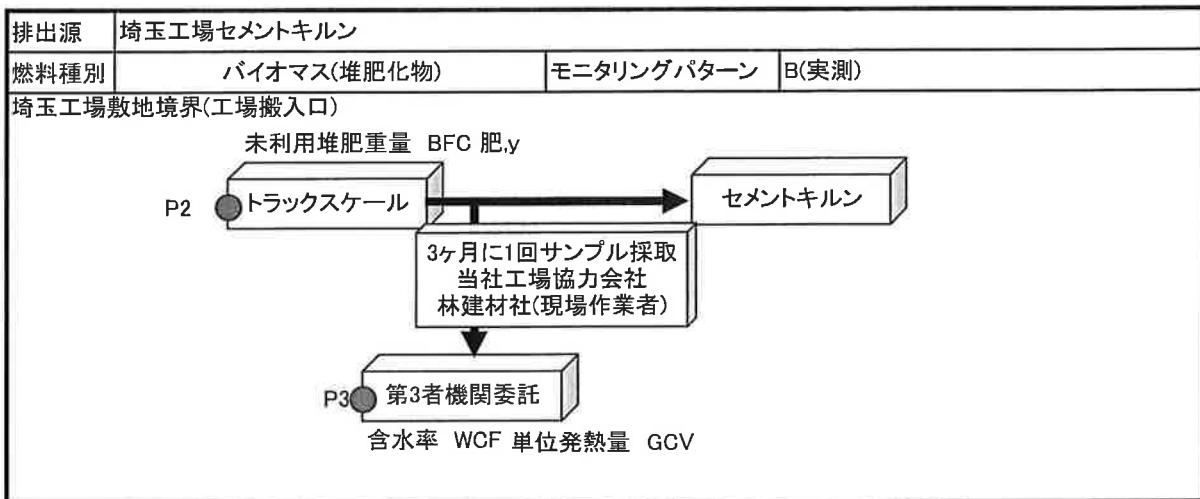 排出源 埼玉工場セメントキルン
燃料種別 バイオマス(堆肥化物) モニタリングパターン B(実測)
埼玉工場敷地境界(工場搬入口)
未利用堆肥重量 BFC 肥,y
P2 トラックスケール セメントキルン
3ヶ月に1回サンプル採取
当社工場協力会社
林建材社(現場作業者)
P3 第3者機関委託
含水率 WCF 単位発熱量 GCV